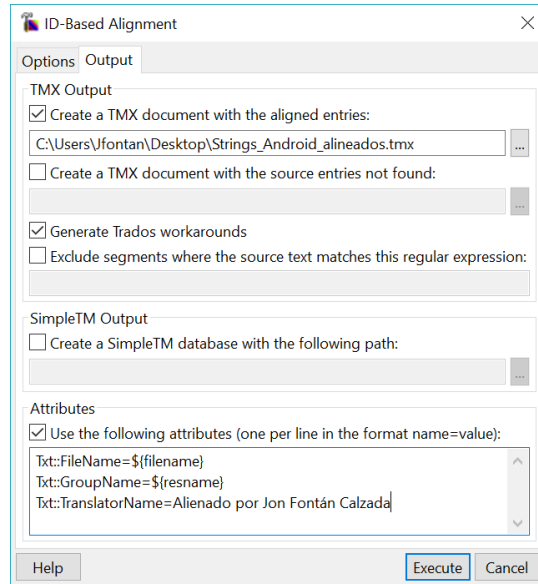 ID-Based Alignment
Options Output
TMX Output
Create a TMX document with the aligned entries:
C:\Users\Jfontan\Desktop\Strings_Android_alineados.tmx ...
Create a TMX document with the source entries not found:
...
Generate Trados workarounds
Exclude segments where the source text matches this regular expression:
SimpleTM Output
Create a SimpleTM database with the following path:
...
Attributes
Use the following attributes (one per line in the format name=value):
Txt::FileName=${filename}
Txt::GroupName=${resname}
Txt::TranslatorName=Alienado por Jon Fontán Calzada
Help Execute Cancel